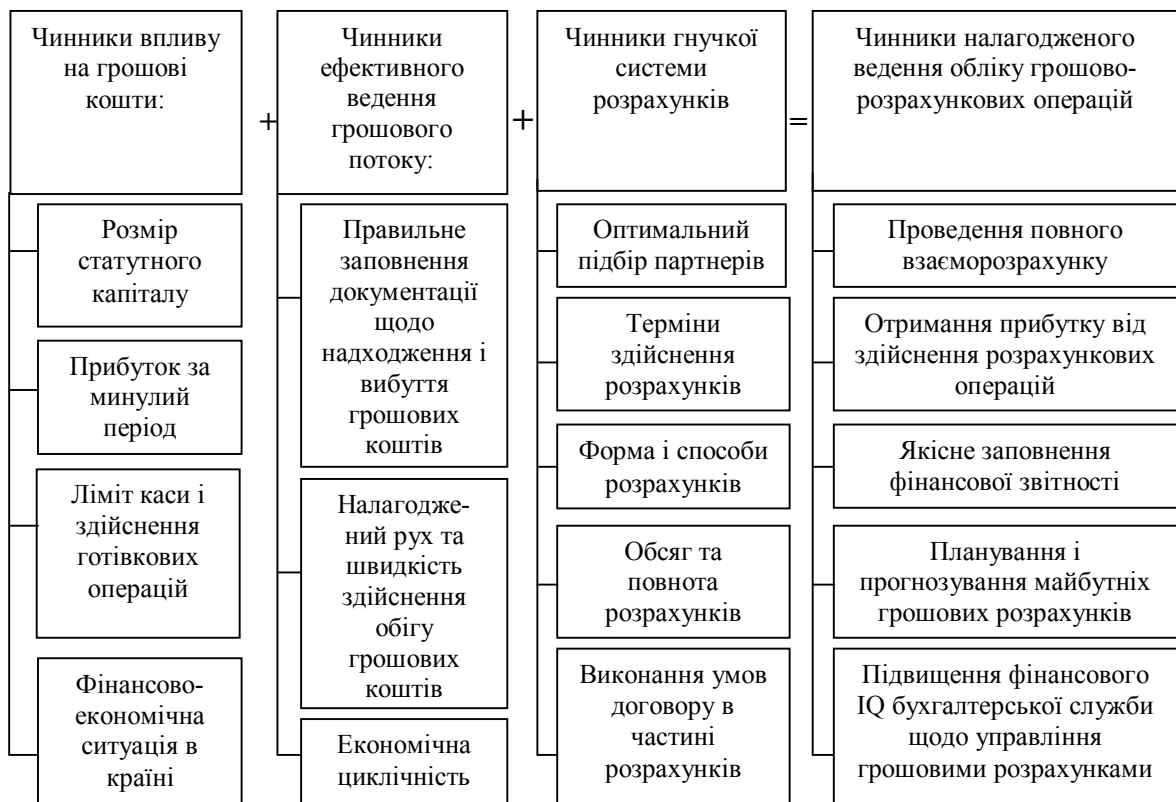 Чинники впливу
на грошові
кошти:
+
Чинники
ефективного
ведення
грошового
потоку:
+
Чинники гнучкої
системи
розрахунків
=
Чинники налагодженого
ведення обліку грошово-
розрахункових операцій
Розмір
статутного
капіталу
Прибуток за
минулий
період
Ліміт каси і
здійснення
готівкових
операцій
Фінансово-
економічна
ситуація в
країні
Правильне
заповнення
документації
щодо
надходження і
вибуття
грошових
коштів
Налагодже-
ний рух та
швидкість
здійснення
обігу
грошових
коштів
Економічна
циклічність
Оптимальний
підбір партнерів
Терміни
здійснення
розрахунків
Форма і способи
розрахунків
Обсяг та
повнота
розрахунків
Виконання умов
договору в
частині
розрахунків
Проведення повного
взаєморозрахунку
Отримання прибутку від
здійснення розрахункових
операцій
Якісне заповнення
фінансової звітності
Планування і
прогнозування майбутніх
грошових розрахунків
Підвищення фінансового
IQ бухгалтерської служби
щодо управління
грошовими розрахунками